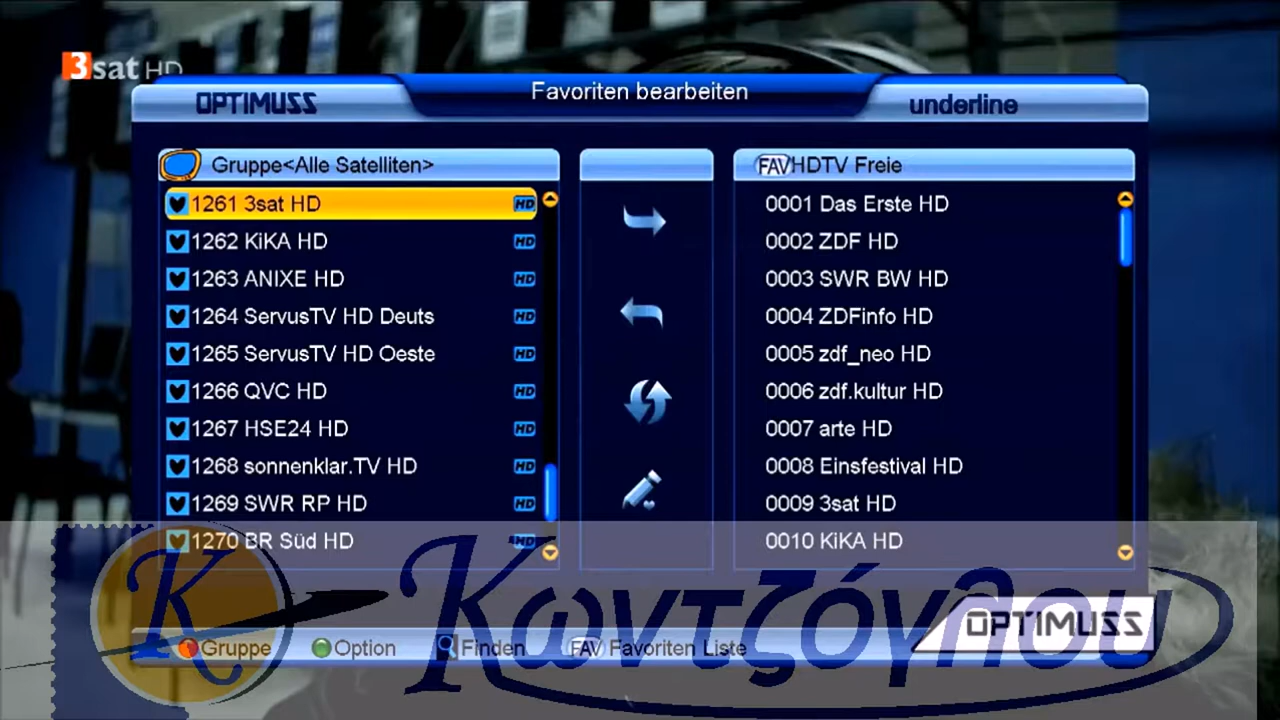 3sat HD
OPTIMUSS
Favoriten bearbeiten
underline
Gruppe<Alle Satelliten>
FAV HDTV Freie
1261 3sat HD HD
1262 KiKA HD HD
1263 ANIXE HD HD
1264 ServusTV HD Deuts HD
1265 ServusTV HD Oeste HD
1266 QVC HD HD
1267 HSE24 HD HD
1268 sonnenklar.TV HD HD
1269 SWR RP HD HD
1270 BR Süd HD HD
0001 Das Erste HD
0002 ZDF HD
0003 SWR BW HD
0004 ZDFinfo HD
0005 zdf_neo HD
0006 zdf.kultur HD
0007 arte HD
0008 Einsfestival HD
0009 3sat HD
0010 KiKA HD
K Κωντζόγλου
OPTIMUSS
Gruppe Option Finden FAV Favoriten Liste